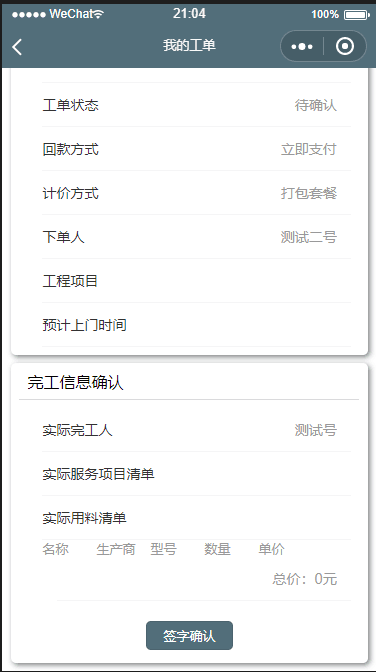 WeChat 21:04 100%
我的工单
工单状态 待确认
回款方式 立即支付
计价方式 打包套餐
下单人 测试二号
工程项目
预计上门时间
完工信息确认
实际完工人 测试号
实际服务项目清单
实际用料清单
名称 生产商 型号 数量 单价
总价：0元
签字确认